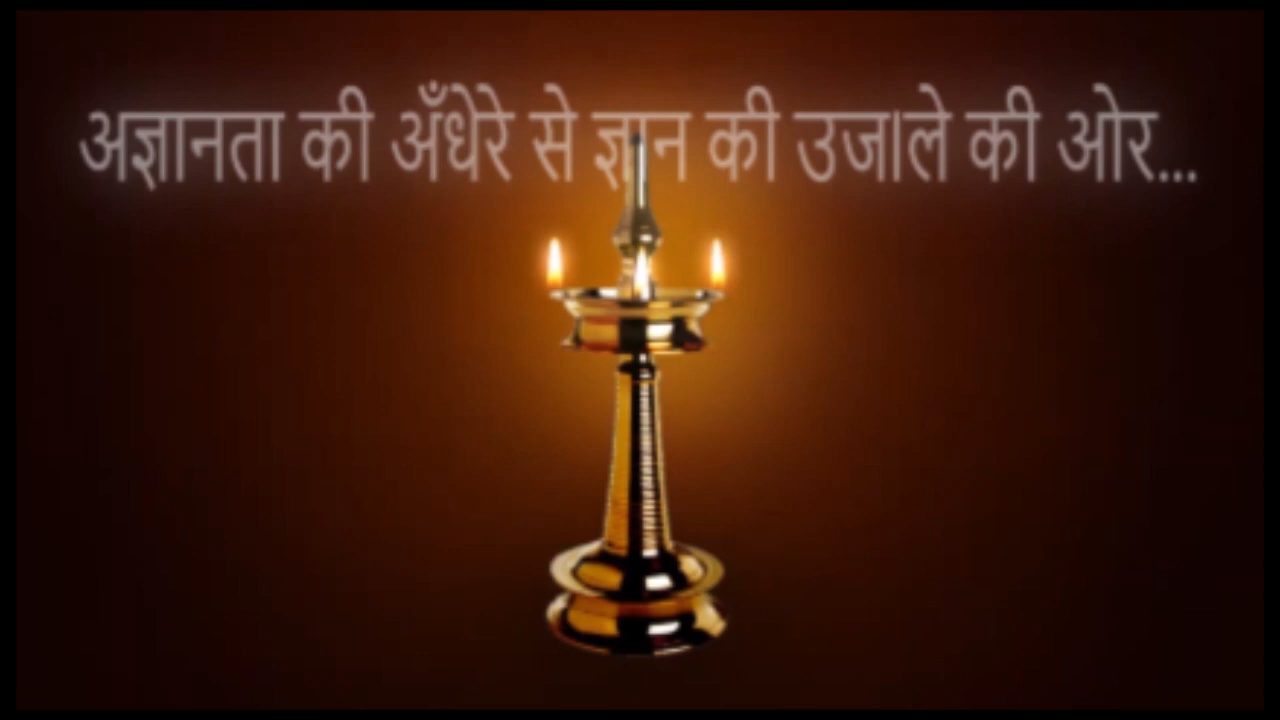 अज्ञानता की अँधेरे से ज्ञान की उजाले की ओर...